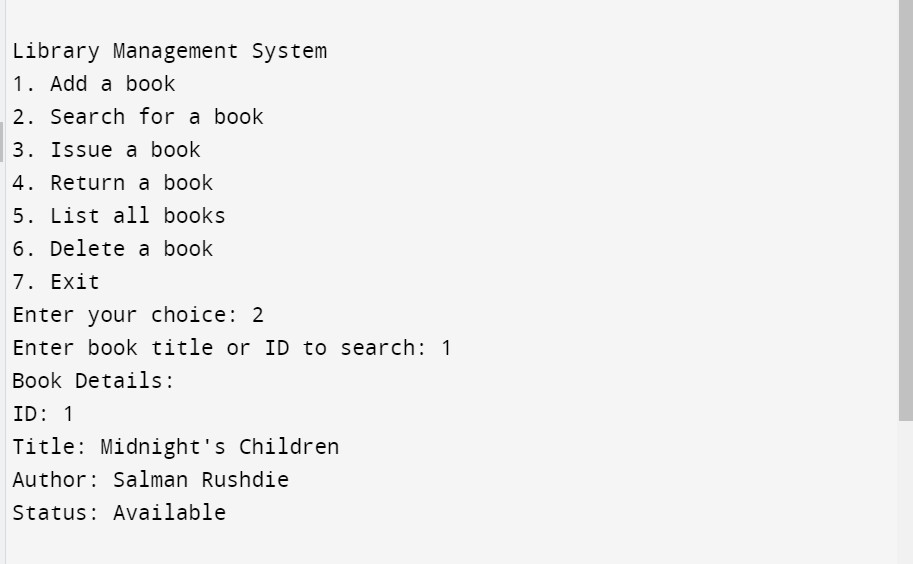 Library Management System
1. Add a book
2. Search for a book
3. Issue a book
4. Return a book
5. List all books
6. Delete a book
7. Exit
Enter your choice: 2
Enter book title or ID to search: 1
Book Details:
ID: 1
Title: Midnight's Children
Author: Salman Rushdie
Status: Available